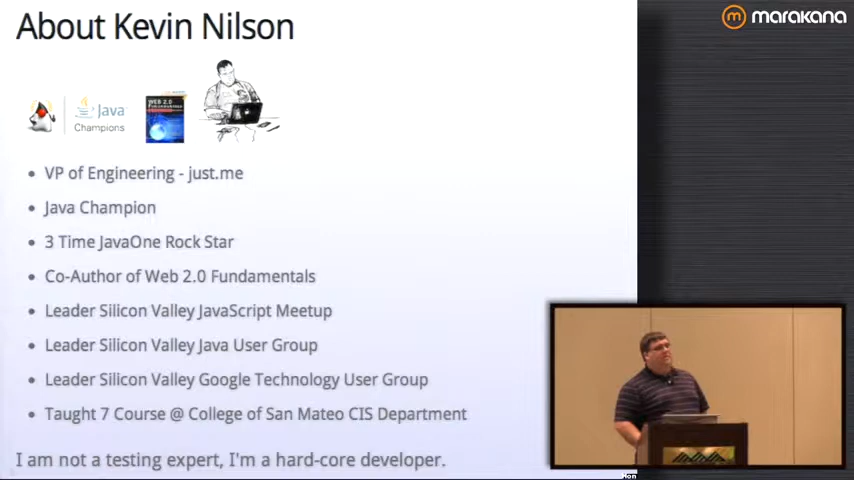 About Kevin Nilson
marakana
Java
Champions
WEB 2.0
VP of Engineering - just.me
Java Champion
3 Time JavaOne Rock Star
Co-Author of Web 2.0 Fundamentals
Leader Silicon Valley JavaScript Meetup
Leader Silicon Valley Java User Group
Leader Silicon Valley Google Technology User Group
Taught 7 Course @ College of San Mateo CIS Department
I am not a testing expert, I'm a hard-core developer.